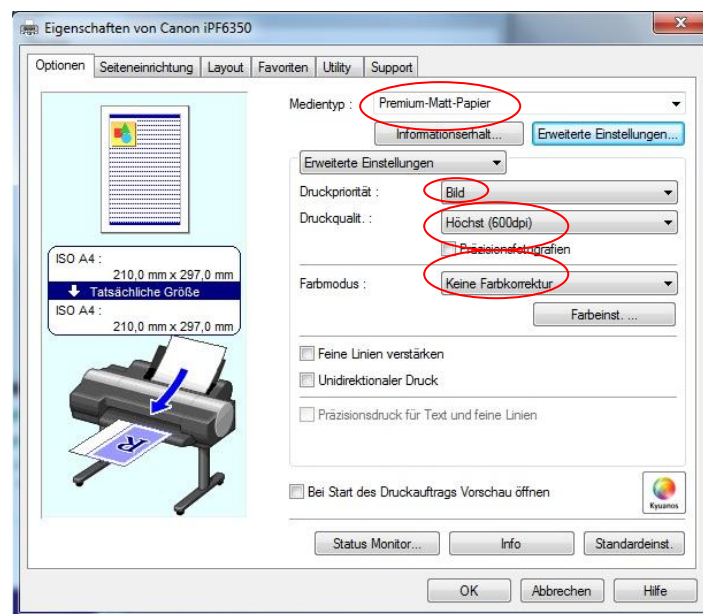 Eigenschaften von Canon iPF6350
Optionen Seiteneinrichtung Layout Favoriten Utility Support
Medientyp : Premium-Matt-Papier
Informationserhalt... Erweiterte Einstellungen...
Erweiterte Einstellungen
Druckpriorität : Bild
Druckqualit. : Höchst (600dpi)
Präzisionsfotografien
Farbmodus : Keine Farbkorrektur
Farbeinst. ...
Feine Linien verstärken
Unidirektionaler Druck
Präzisionsdruck für Text und feine Linien
ISO A4 :
210,0 mm x 297,0 mm
Tatsächliche Größe
ISO A4 :
210,0 mm x 297,0 mm
R
Bei Start des Druckauftrags Vorschau öffnen
Kyuanos
Status Monitor... Info Standardeinst.
OK Abbrechen Hilfe